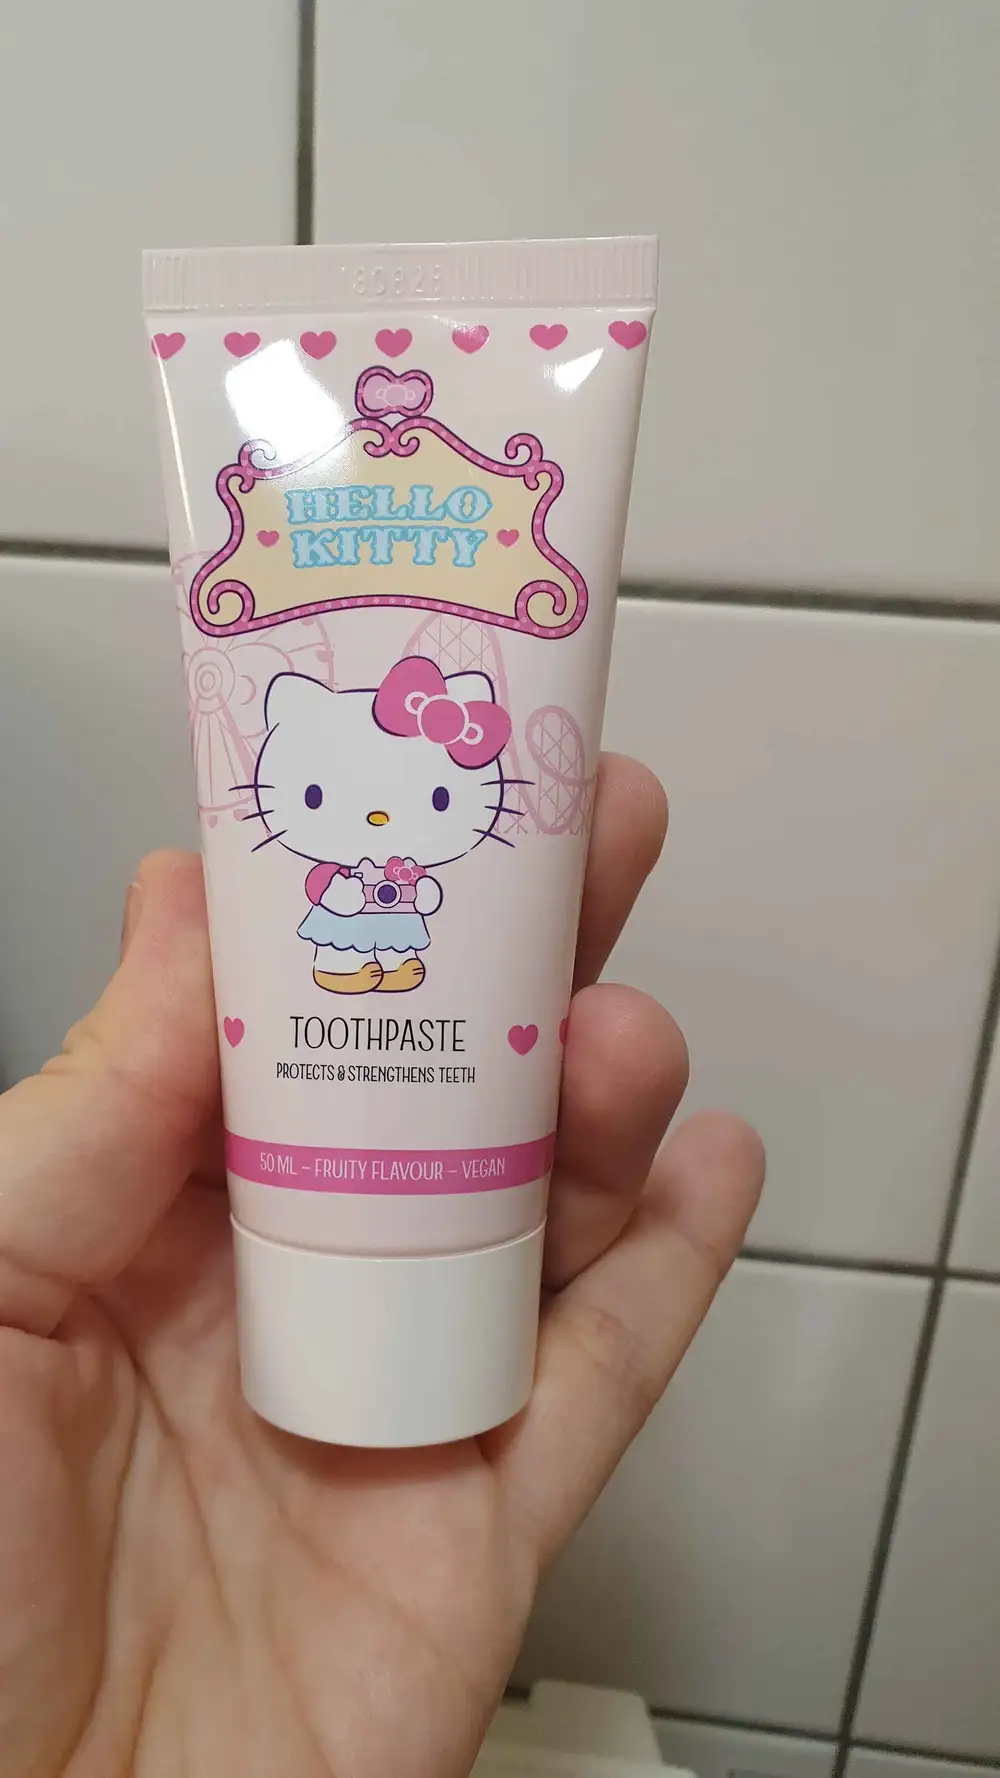 HELLO
KITTY
TOOTHPASTE
PROTECTS & STRENGTHENS TEETH
50 ML – FRUITY FLAVOUR – VEGAN